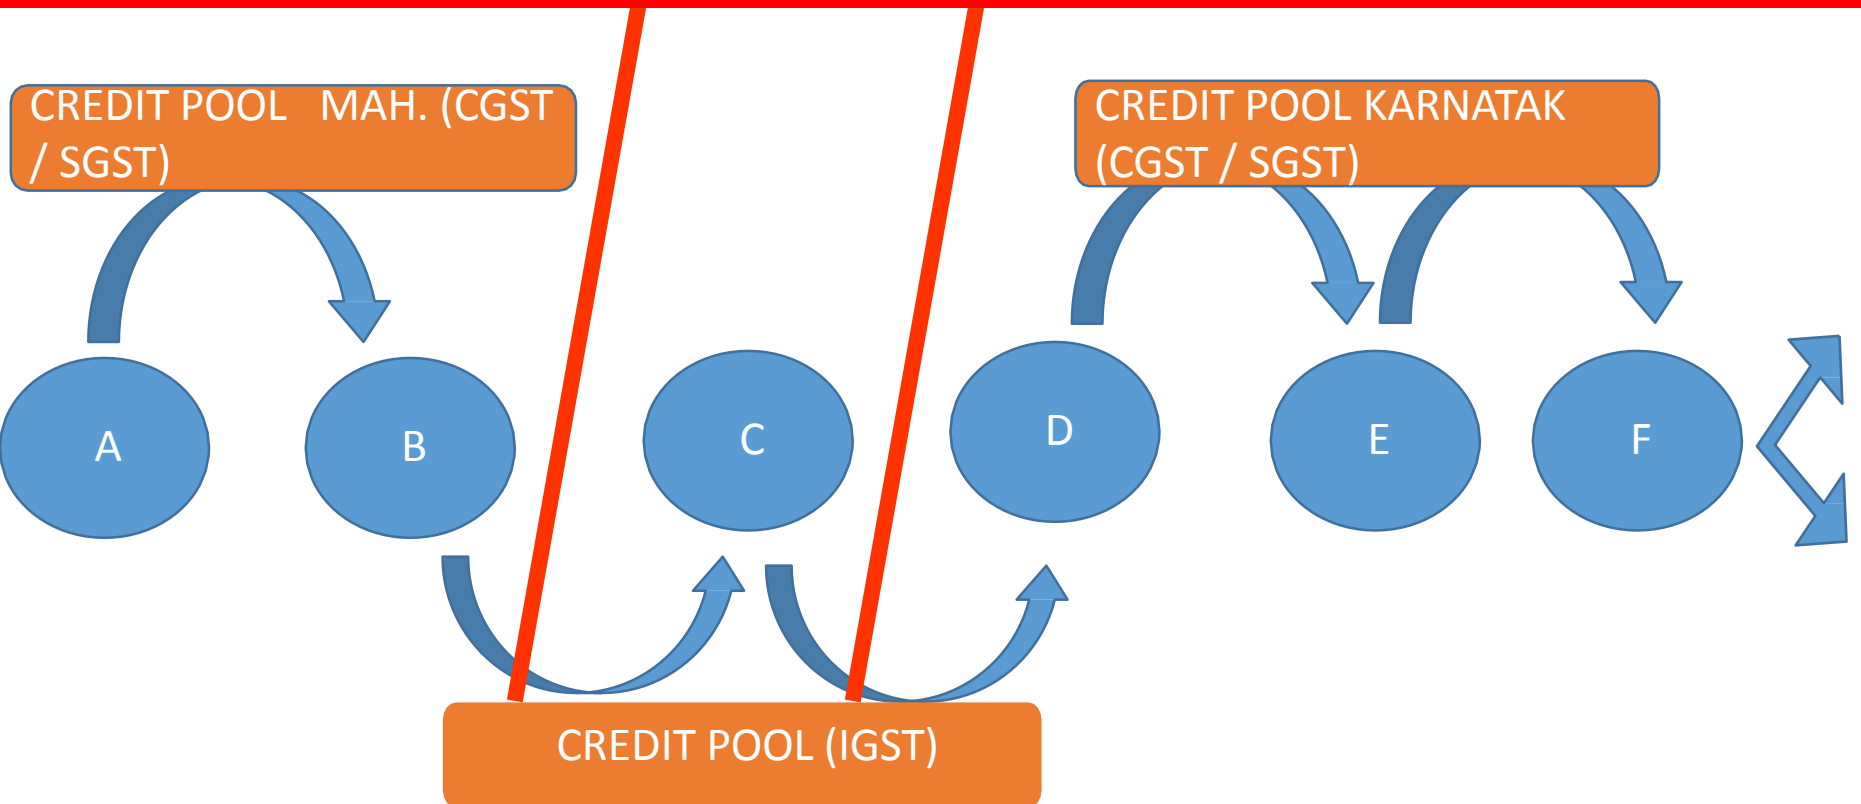 CREDIT POOL   MAH. (CGST
/ SGST)
CREDIT POOL KARNATAK
(CGST / SGST)
A
B
C
D
E
F
CREDIT POOL (IGST)